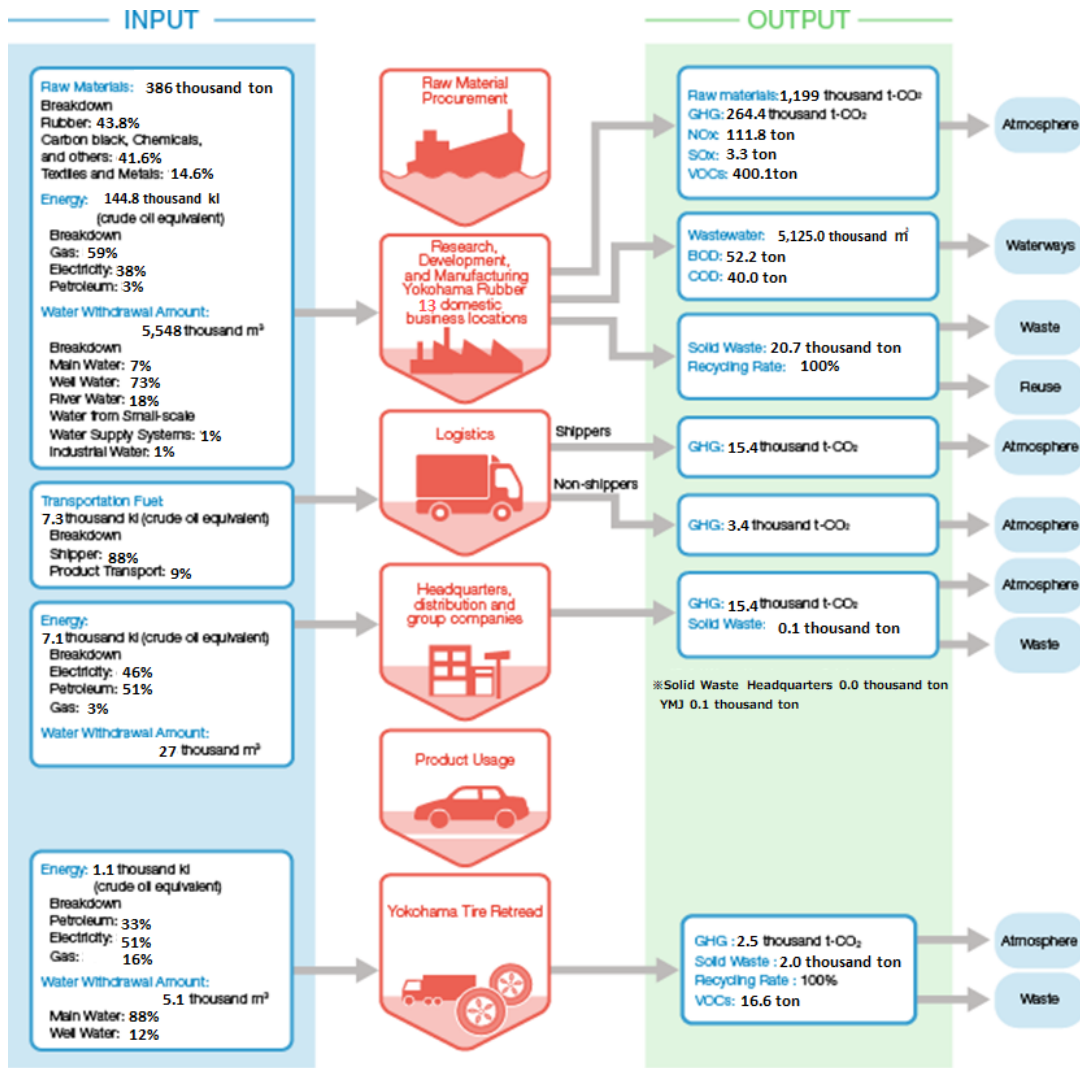 INPUT
Raw Materials: 386 thousand ton
Breakdown
Rubber: 43.8%
Carbon black, Chemicals,
and others: 41.6%
Textiles and Metals: 14.6%
Energy: 144.8 thousand kl
(crude oil equivalent)
Breakdown
Gas: 59%
Electricity: 38%
Petroleum: 3%
Water Withdrawal Amount:
5,548 thousand m³
Breakdown
Main Water: 7%
Well Water: 73%
River Water: 18%
Water from Small-scale
Water Supply Systems: 1%
Industrial Water: 1%
Transportation Fuel:
7.3 thousand kl (crude oil equivalent)
Breakdown
Shipper: 88%
Product Transport: 9%
Energy:
7.1 thousand kl (crude oil equivalent)
Breakdown
Electricity: 46%
Petroleum: 51%
Gas: 3%
Water Withdrawal Amount:
27 thousand m³
Energy: 1.1 thousand kl
(crude oil equivalent)
Breakdown
Petroleum: 33%
Electricity: 51%
Gas: 16%
Water Withdrawal Amount:
5.1 thousand m³
Main Water: 88%
Well Water: 12%
Raw Material
Procurement
Research,
Development,
and Manufacturing
Yokohama Rubber
13 domestic
business locations
Logistics
Shippers
Non-shippers
Headquarters,
distribution and
group companies
Product Usage
Yokohama Tire Retread
OUTPUT
Raw materials: 1,199 thousand t-CO₂
GHG: 264.4 thousand t-CO₂
NOx: 111.8 ton
SOx: 3.3 ton
VOCs: 400.1ton
Atmosphere
Wastewater: 5,125.0 thousand ㎡
BOD: 52.2 ton
COD: 40.0 ton
Waterways
Solid Waste: 20.7 thousand ton
Recycling Rate: 100%
Waste
Reuse
GHG: 15.4 thousand t-CO₂
Atmosphere
GHG: 3.4 thousand t-CO₂
Atmosphere
GHG: 15.4 thousand t-CO₂
Solid Waste: 0.1 thousand ton
Atmosphere
Waste
※Solid Waste Headquarters 0.0 thousand ton
YMJ 0.1 thousand ton
GHG : 2.5 thousand t-CO₂
Solid Waste : 2.0 thousand ton
Recycling Rate : 100%
VOCs: 16.6 ton
Atmosphere
Waste